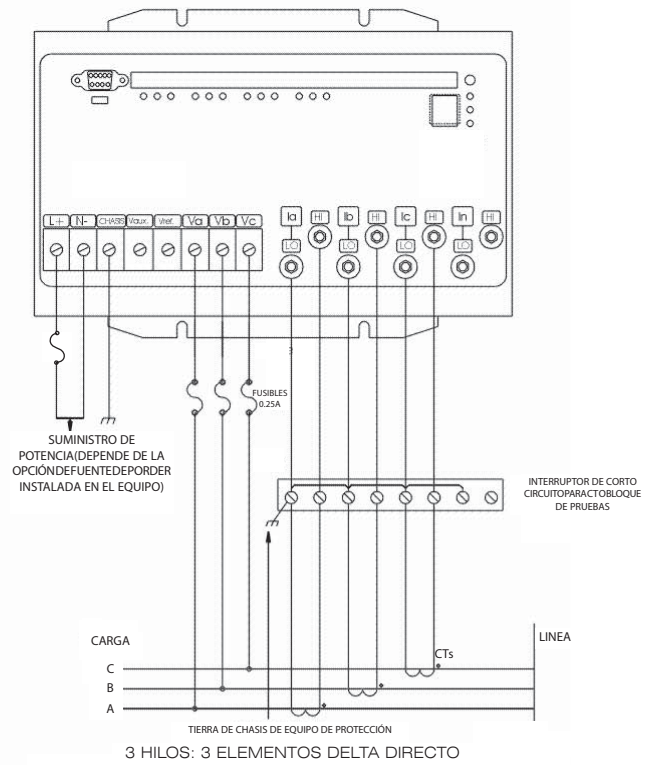 L+ N- CHASIS Vaux. Vref. Va Vb Vc
Ia HI Ib HI Ic HI In HI
LO LO LO LO
3
FUSIBLES
0.25A
SUMINISTRO DE
POTENCIA(DEPENDE DE LA
OPCIÓNDEFUENTEDEPORDER
INSTALADA EN EL EQUIPO)
INTERRUPTOR DE CORTO
CIRCUITOPARACTOBLOQUE
DE PRUEBAS
CARGA
LINEA
CTs
C
B
A
TIERRA DE CHASIS DE EQUIPO DE PROTECCIÓN
3 HILOS: 3 ELEMENTOS DELTA DIRECTO